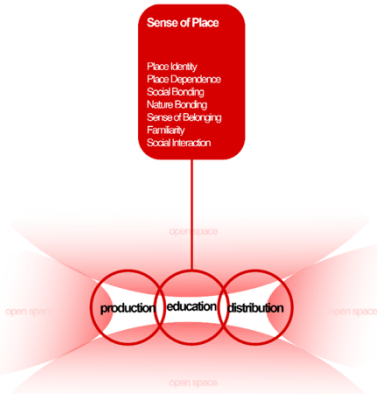 Sense of Place
Place Identity
Place Dependence
Social Bonding
Nature Bonding
Sense of Belonging
Familiarity
Social Interaction
open space
open space
production
education
distribution
open space
open space